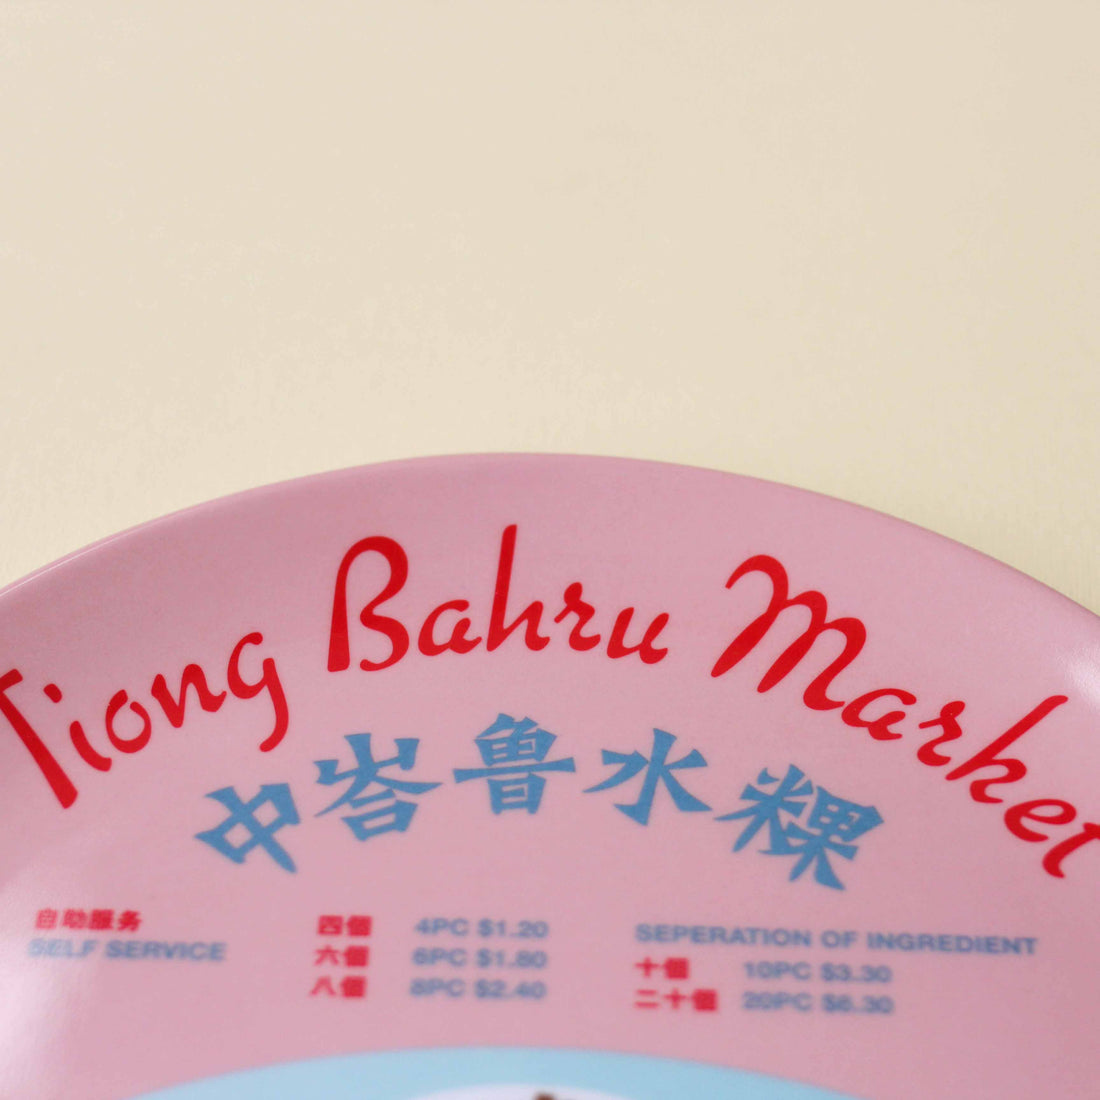 Tiong Bahru Market
中峇魯水粿
自助服务
SELF SERVICE
四個 4PC $1.20
六個 6PC $1.80
八個 8PC $2.40
SEPERATION OF INGREDIENT
十個 10PC $3.30
二十個 20PC $6.30